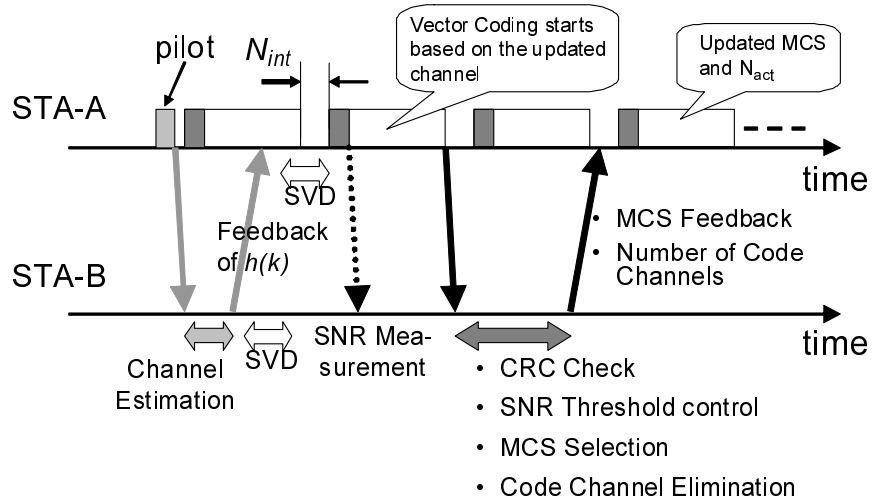 pilot
N_int
Vector Coding starts
based on the updated
channel
Updated MCS
and N_act
STA-A
time
SVD
Feedback
of h(k)
• MCS Feedback
• Number of Code
Channels
STA-B
time
Channel
Estimation
SVD
SNR Mea-
surement
• CRC Check
• SNR Threshold control
• MCS Selection
• Code Channel Elimination